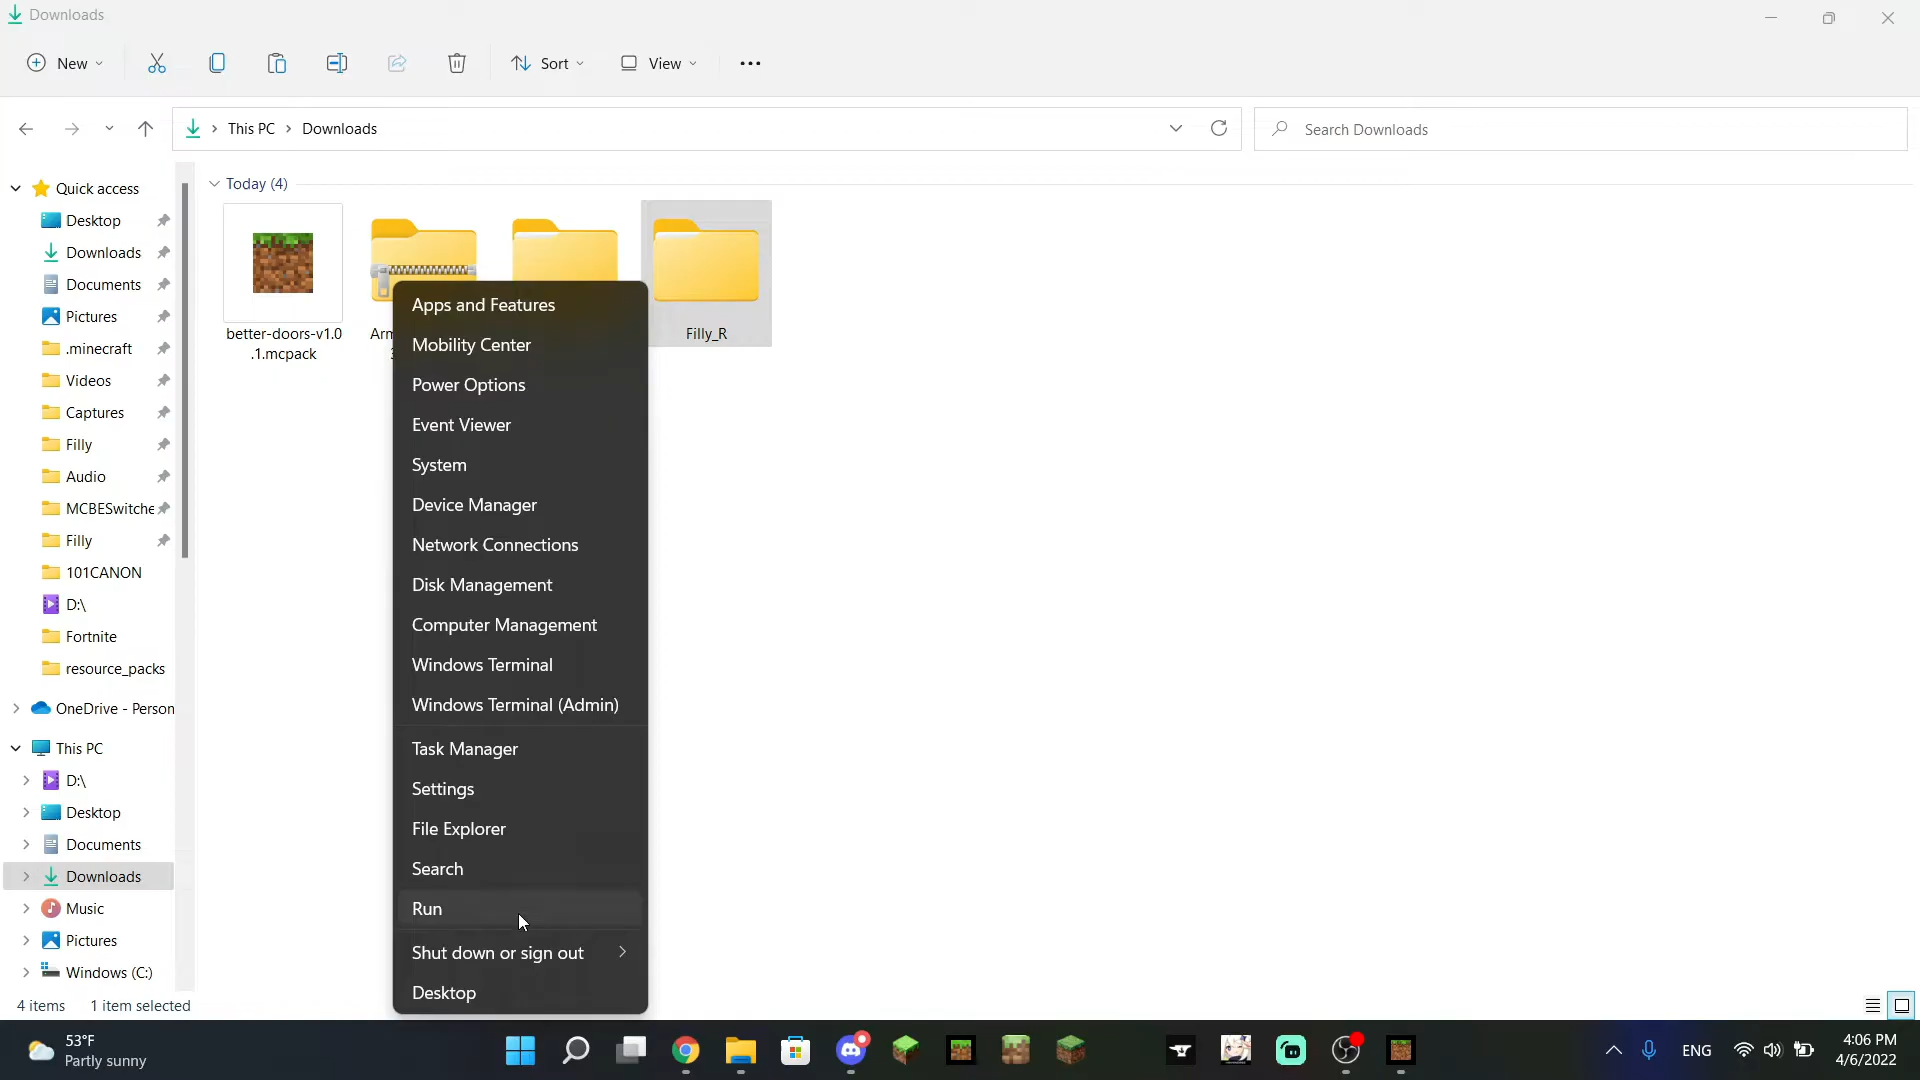 Downloads
New
Sort
View
This PC
Downloads
Search Downloads
Quick access
Desktop
Downloads
Documents
Pictures
.minecraft
Videos
Captures
Filly
Audio
MCBESwitche
Filly
101CANON
D:\
Fortnite
resource_packs
OneDrive - Person
This PC
D:\
Desktop
Documents
Downloads
Music
Pictures
Windows (C:)
Today (4)
better-doors-v1.0
.1.mcpack
Filly_R
Apps and Features
Mobility Center
Power Options
Event Viewer
System
Device Manager
Network Connections
Disk Management
Computer Management
Windows Terminal
Windows Terminal (Admin)
Task Manager
Settings
File Explorer
Search
Run
Shut down or sign out
Desktop
4 items 1 item selected
53°F
Partly sunny
ENG
4:06 PM
4/6/2022